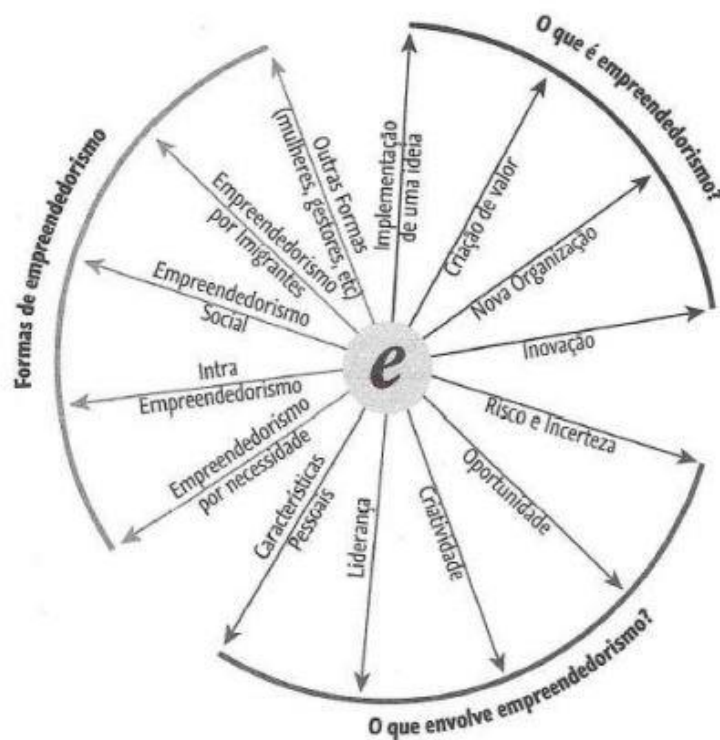 O que é empreendedorismo?
Implementação
de uma ideia
Criação de valor
Nova Organização
Inovação
Risco e Incerteza
Oportunidade
Criatividade
Liderança
Características
Pessoais
O que envolve empreendedorismo?
Empreendedorismo
por necessidade
Intra
Empreendedorismo
Empreendedorismo
Social
Empreendedorismo
por Imigrantes
Outras Formas
(mulheres, gestores, etc)
Formas de empreendedorismo
e